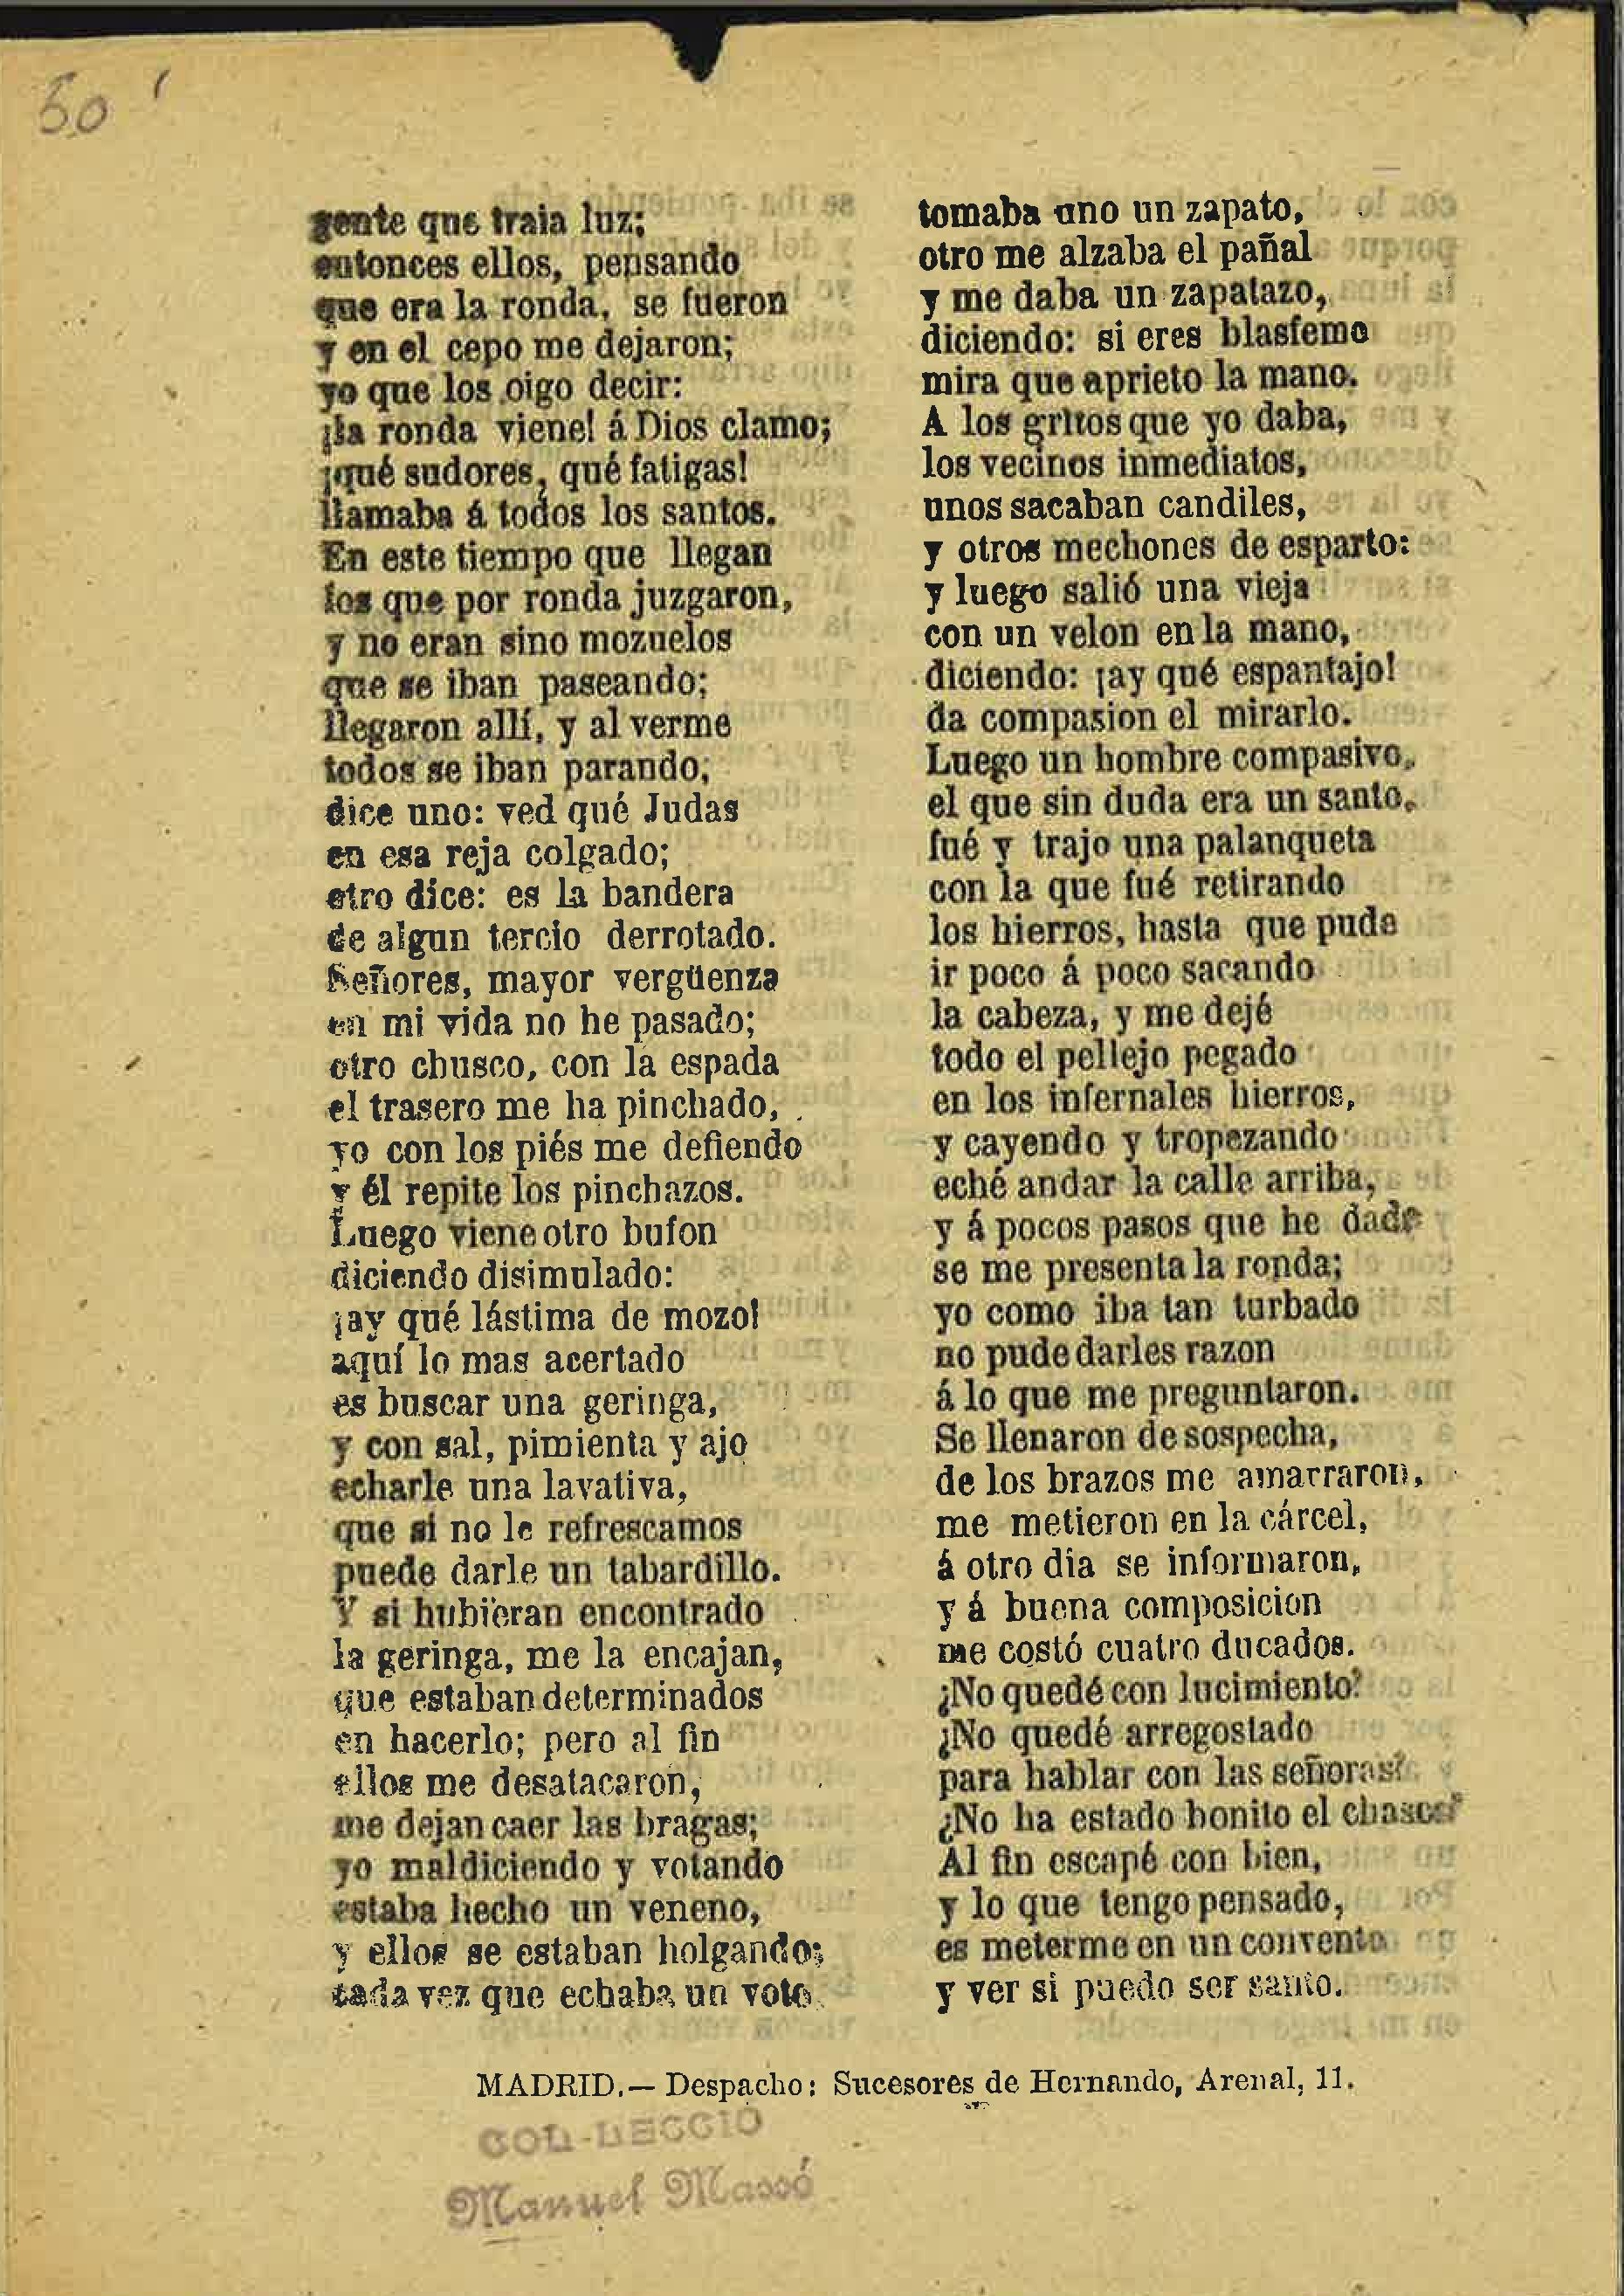 50
gente que traia luz;
entonces ellos, pensando
que era la ronda, se fueron
y en el cepo me dejaron;
yo que los oigo decir:
¡la ronda viene! á Dios clamo;
¡qué sudores, qué fatigas!
llamaba á todos los santos.
En este tiempo que llegan
los que por ronda juzgaron,
y no eran sino mozuelos
que se iban paseando;
llegaron allí, y al verme
todos se iban parando,
dice uno: ved qué Judas
en esa reja colgado;
otro dice: es la bandera
de algun tercio derrotado.
Señores, mayor vergüenza
en mi vida no he pasado;
otro chusco, con la espada
el trasero me ha pinchado,
yo con los piés me defiendo
y él repite los pinchazos.
Luego viene otro bufon
diciendo disimulado:
¡ay qué lástima de mozo!
aquí lo mas acertado
es buscar una geringa,
y con sal, pimienta y ajo
echarle una lavativa,
que si no le refrescamos
puede darle un tabardillo.
Y si hubieran encontrado
la geringa, me la encajan,
que estaban determinados
en hacerlo; pero al fin
ellos me desatacaron,
me dejan caer las bragas;
yo maldiciendo y votando
estaba hecho un veneno,
y ellos se estaban holgando;
cada vez que echaba un voto
tomaba uno un zapato,
otro me alzaba el pañal
y me daba un zapatazo,
diciendo: si eres blasfemo
mira que aprieto la mano.
A los gritos que yo daba,
los vecinos inmediatos,
unos sacaban candiles,
y otros mechones de esparto:
y luego salió una vieja
con un velon en la mano,
diciendo: ¡ay qué espantajo!
da compasion el mirarlo.
Luego un hombre compasivo,
el que sin duda era un santo,
fué y trajo una palanqueta
con la que fué retirando
los hierros, hasta que pude
ir poco á poco sacando
la cabeza, y me dejé
todo el pellejo pegado
en los infernales hierros,
y cayendo y tropezando
eché andar la calle arriba,
y á pocos pasos que he dado
se me presenta la ronda;
yo como iba tan turbado
no pude darles razon
á lo que me preguntaron.
Se llenaron de sospecha,
de los brazos me amarraron,
me metieron en la cárcel,
á otro dia se informaron,
y á buena composicion
me costó cuatro ducados.
¿No quedé con lucimiento?
¿No quedé arregostado
para hablar con las señoras?
¿No ha estado bonito el chasco?
Al fin escapé con bien,
y lo que tengo pensado,
es meterme en un convento
y ver si puedo ser santo.
MADRID.— Despacho: Sucesores de Hernando, Arenal, 11.
COL-LECCIÓ
Manuel Massó